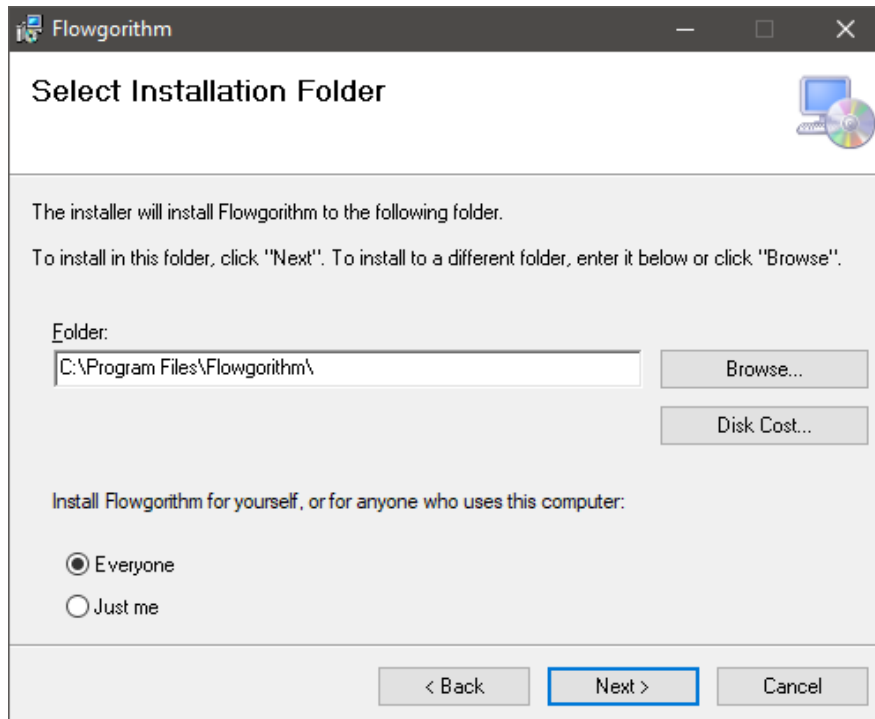 Flowgorithm
Select Installation Folder
The installer will install Flowgorithm to the following folder.
To install in this folder, click "Next". To install to a different folder, enter it below or click "Browse".
Folder:
C:\Program Files\Flowgorithm\
Browse...
Disk Cost...
Install Flowgorithm for yourself, or for anyone who uses this computer:
Everyone
Just me
< Back
Next >
Cancel